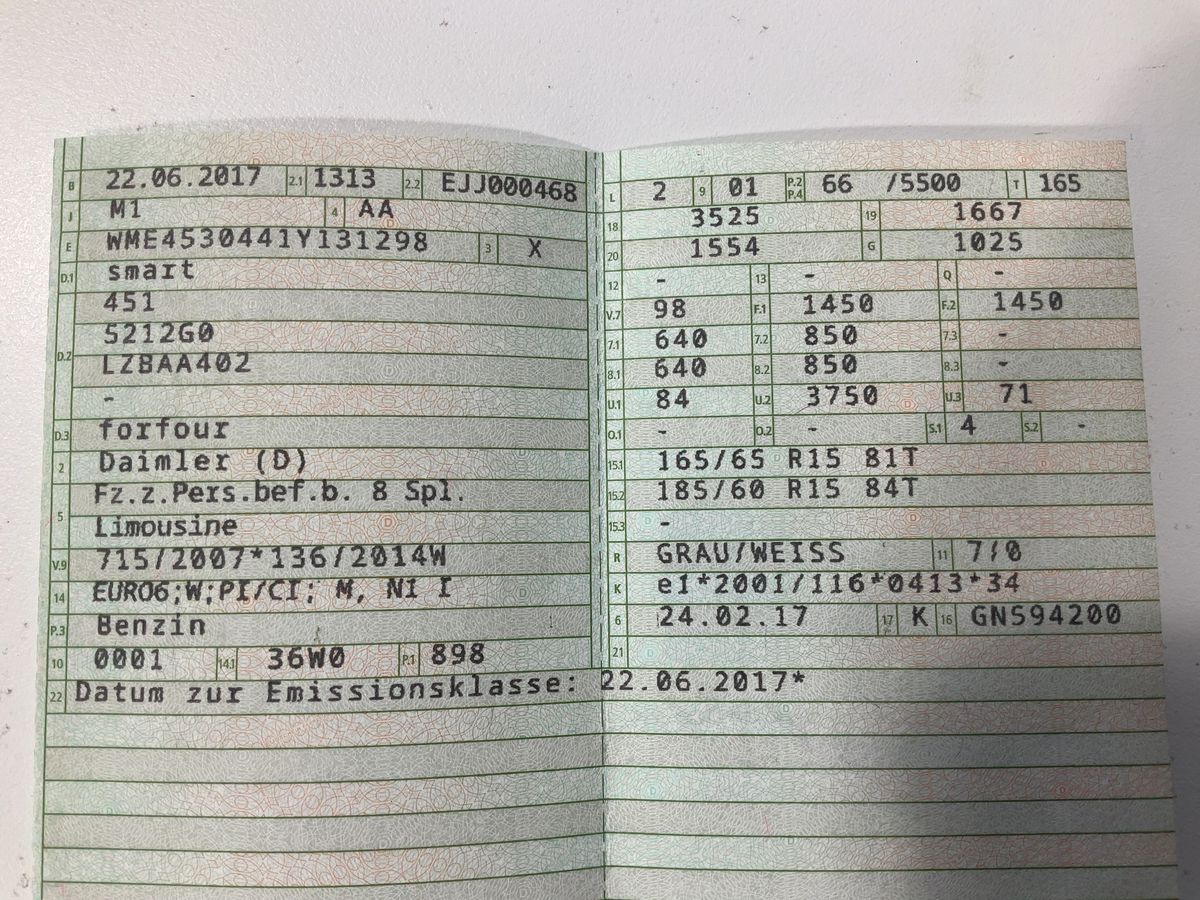 B 22.06.2017 2.1 1313 2.2 EJJ000468
J M1 4 AA
E WME4530441Y131298 3 X
D.1 smart
D.2 451
5212G0
LZBAA402
-
D.3 forfour
2 Daimler (D)
5 Fz.z.Pers.bef.b. 8 Spl.
Limousine
V.9 715/2007*136/2014W
14 EURO6;W;PI/CI; M, N1 I
P.3 Benzin
10 0001 14.1 36W0 P.1 898
22 Datum zur Emissionsklasse: 22.06.2017*
L 2 9 01 P.2 P.4 66 /5500 T 165
18 3525 19 1667
20 1554 G 1025
12 - 13 - Q -
V.7 98 F.1 1450 F.2 1450
7.1 640 7.2 850 7.3 -
8.1 640 8.2 850 8.3 -
U.1 84 U.2 3750 U.3 71
O.1 - O.2 - S.1 4 S.2 -
15.1 165/65 R15 81T
15.2 185/60 R15 84T
15.3 -
R GRAU/WEISS 11 7/0
K e1*2001/116*0413*34
6 24.02.17 17 K 16 GN594200
21